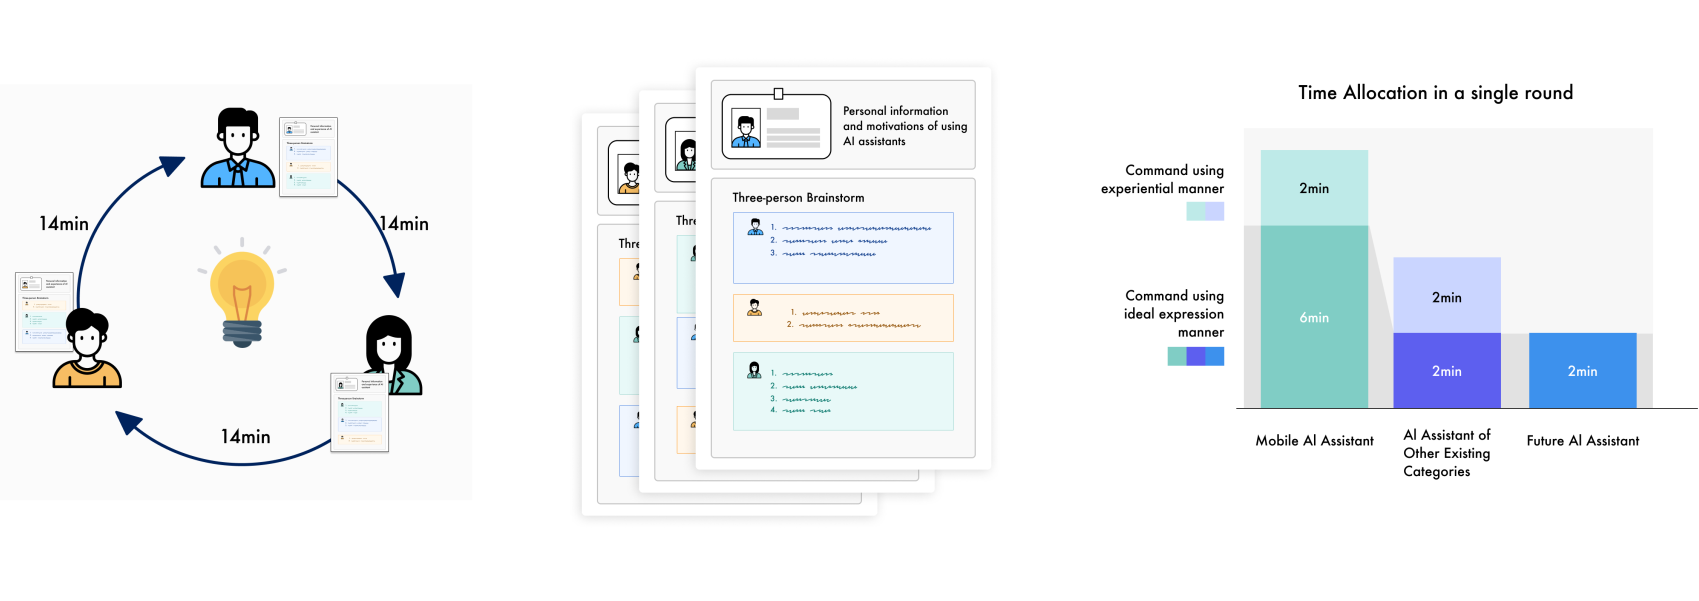 14min
14min
14min
Personal information
and motivations of using
AI assistants
Three-person Brainstorm
1.
2.
3.
1.
2.
1.
2.
3.
4.
Thre
Thre
Time Allocation in a single round
Command using
experiential manner
Command using
ideal expression
manner
2min
6min
2min
2min
2min
Mobile AI Assistant
AI Assistant of
Other Existing
Categories
Future AI Assistant